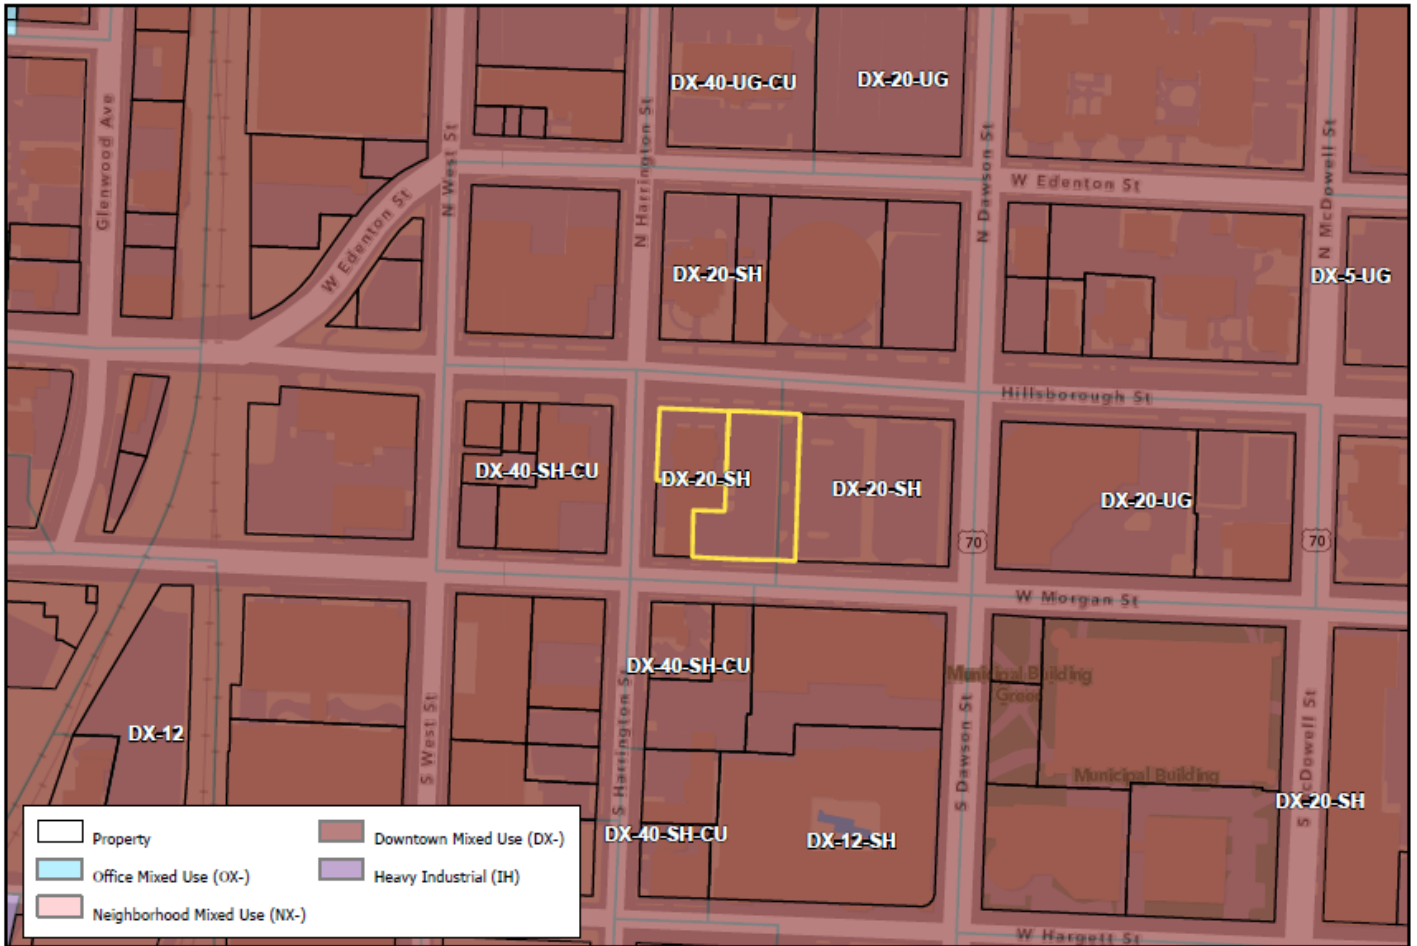 DX-40-UG-CU
DX-20-UG
Glenwood Ave
N West St
N Harrington St
N Dawson St
N McDowell St
W Edenton St
W Edenton St
DX-20-SH
DX-5-UG
Hillsborough St
DX-40-SH-CU
DX-20-SH
DX-20-SH
DX-20-UG
70
70
W Morgan St
DX-40-SH-CU
Municipal Building
Green
S West St
S Harrington St
S Dawson St
S McDowell St
DX-12
Municipal Building
DX-20-SH
DX-40-SH-CU
DX-12-SH
Property
Downtown Mixed Use (DX-)
Office Mixed Use (OX-)
Heavy Industrial (IH)
Neighborhood Mixed Use (NX-)
W Hargett St